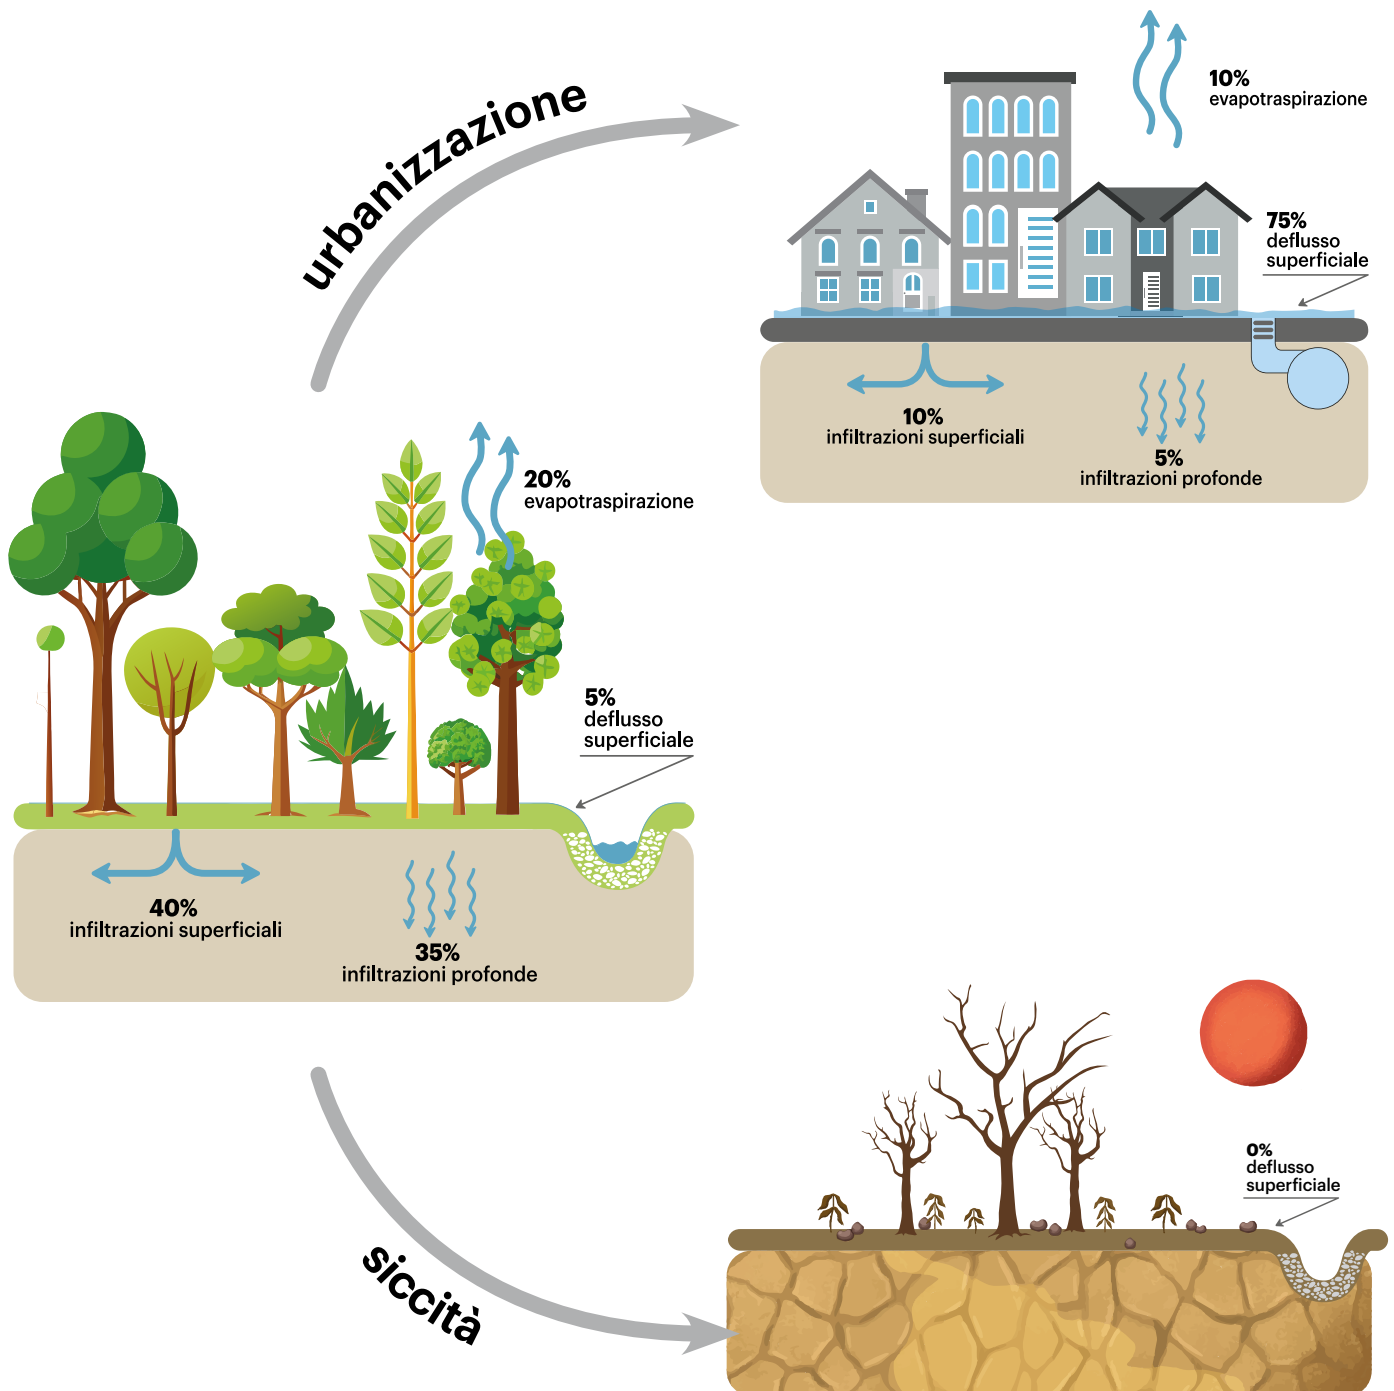 urbanizzazione
10%
evapotraspirazione
75%
deflusso
superficiale
10%
infiltrazioni superficiali
5%
infiltrazioni profonde
20%
evapotraspirazione
5%
deflusso
superficiale
40%
infiltrazioni superficiali
35%
infiltrazioni profonde
siccità
0%
deflusso
superficiale